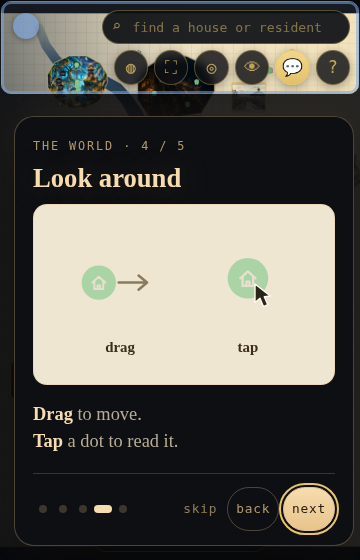 find a house or resident
?
THE WORLD · 4 / 5
Look around
drag
tap
Drag to move.
Tap a dot to read it.
skip
back
next